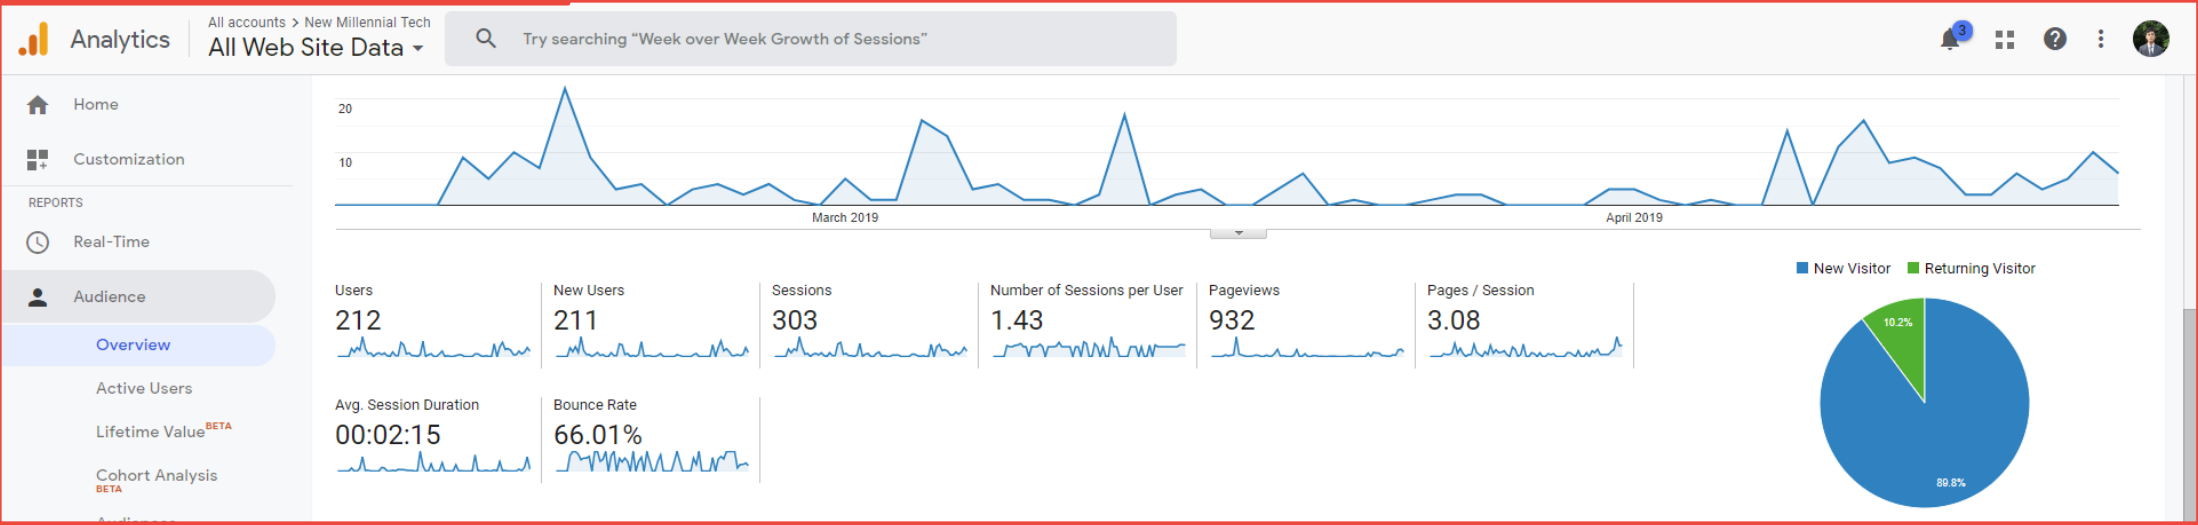 Analytics
All accounts > New Millennial Tech
All Web Site Data
Try searching “Week over Week Growth of Sessions”
3
Home
Customization
REPORTS
Real-Time
Audience
Overview
Active Users
Lifetime Value BETA
Cohort Analysis
BETA
Audiences
20
10
March 2019
April 2019
New Visitor
Returning Visitor
Users
212
New Users
211
Sessions
303
Number of Sessions per User
1.43
Pageviews
932
Pages / Session
3.08
Avg. Session Duration
00:02:15
Bounce Rate
66.01%
10.2%
89.8%